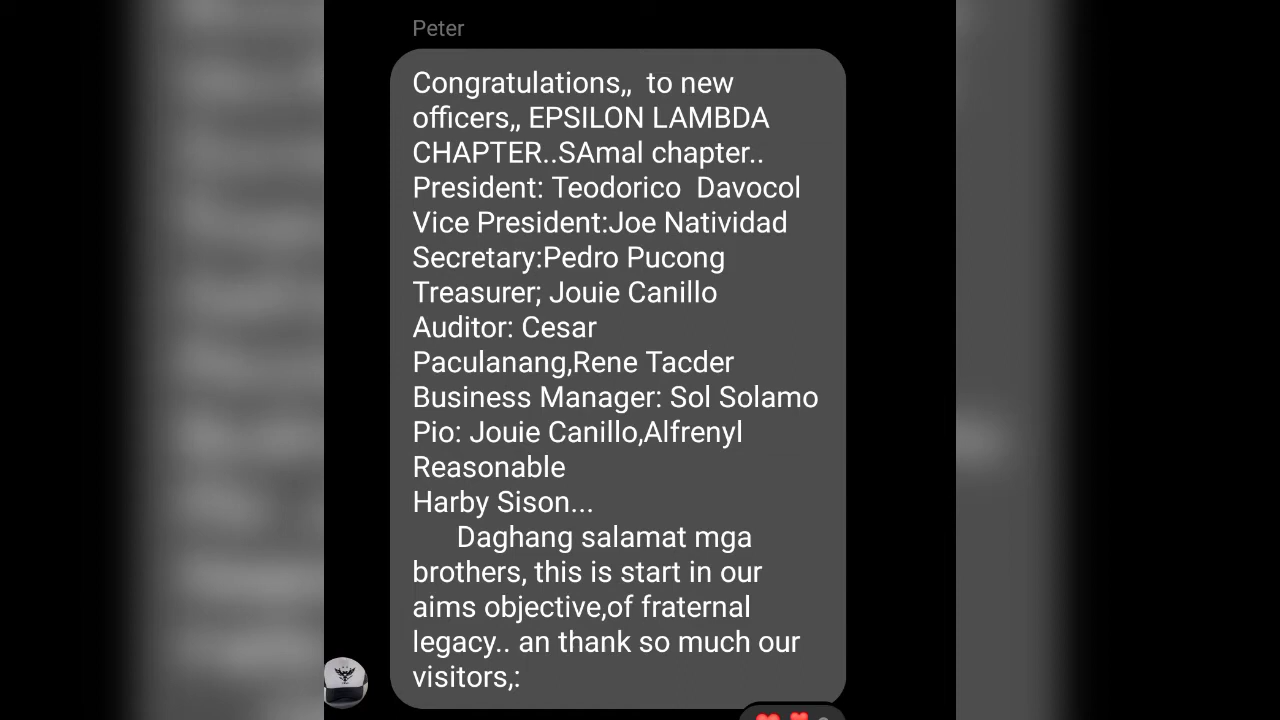 Peter
Congratulations,,  to new
officers,, EPSILON LAMBDA
CHAPTER..SAmal chapter..
President: Teodorico  Davocol
Vice President:Joe Natividad
Secretary:Pedro Pucong
Treasurer; Jouie Canillo
Auditor: Cesar
Paculanang,Rene Tacder
Business Manager: Sol Solamo
Pio: Jouie Canillo,Alfrenyl
Reasonable
Harby Sison...
Daghang salamat mga
brothers, this is start in our
aims objective,of fraternal
legacy.. an thank so much our
visitors,: